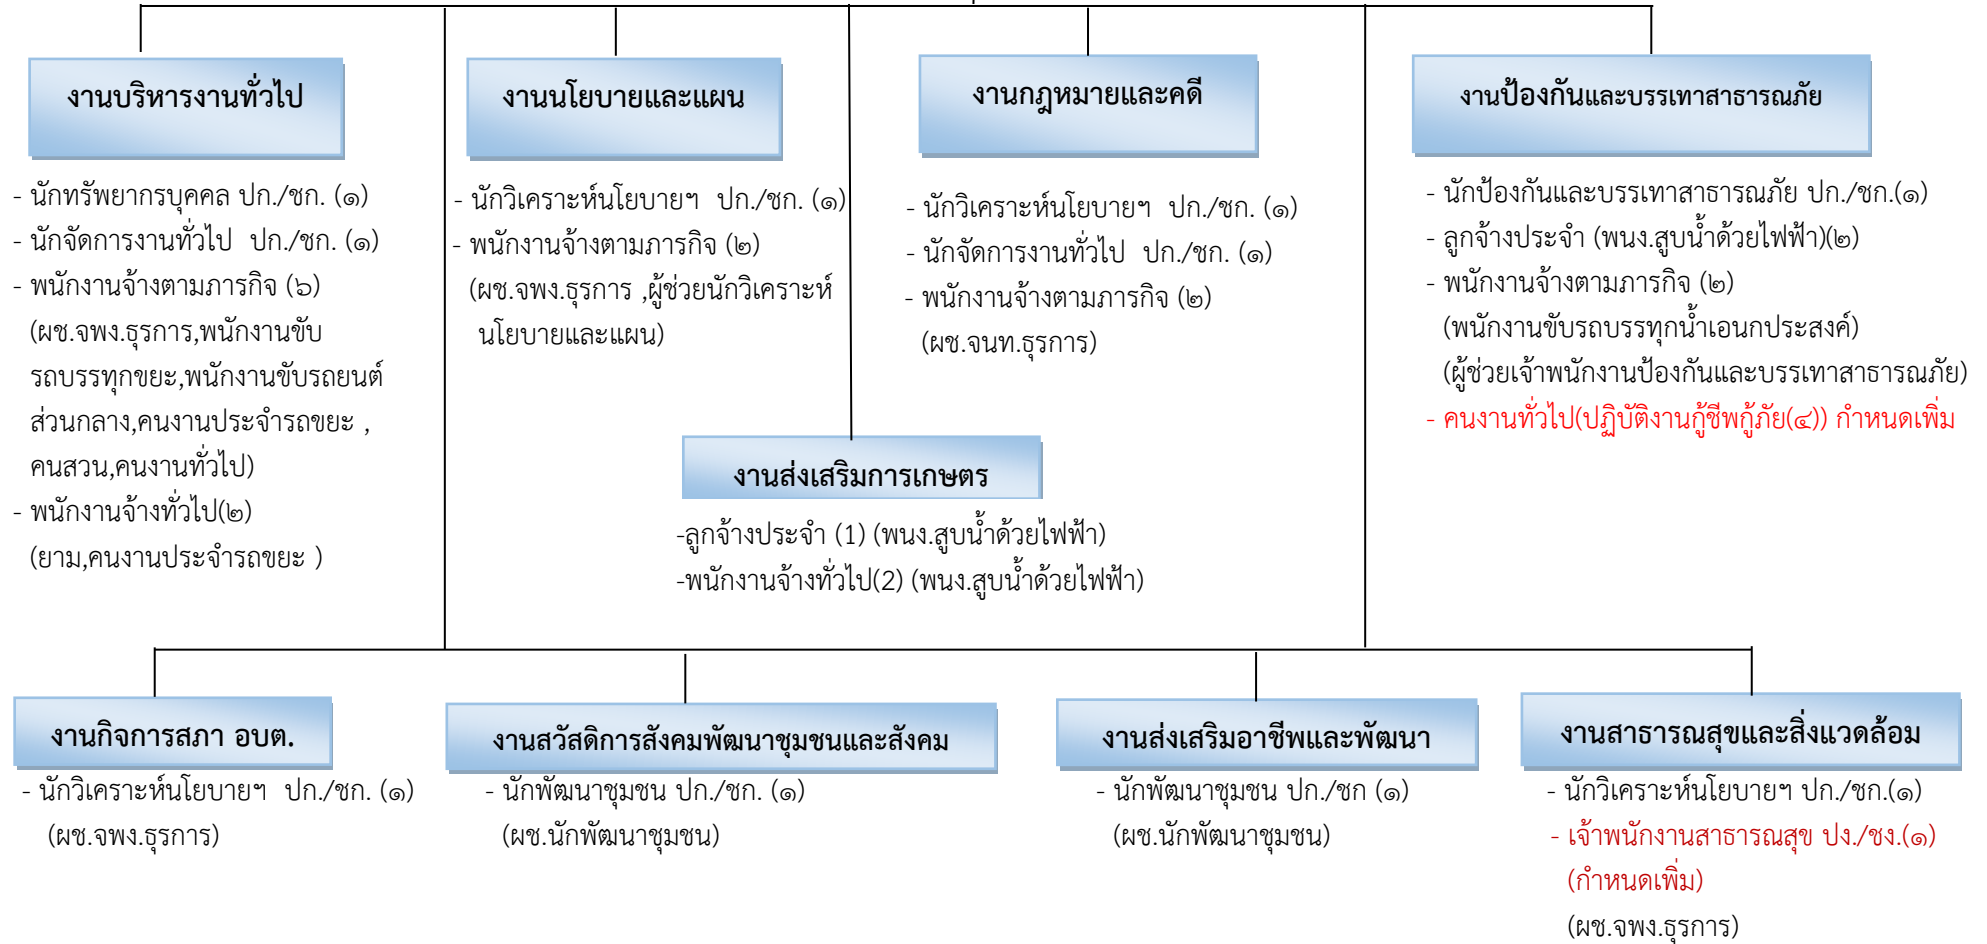 งานบริหารงานทั่วไป
- นักทรัพยากรบุคคล ปก./ชก. (๑)
- นักจัดการงานทั่วไป ปก./ชก. (๑)
- พนักงานจ้างตามภารกิจ (๖)
(ผช.จพง.ธุรการ,พนักงานขับ
รถบรรทุกขยะ,พนักงานขับรถยนต์
ส่วนกลาง,คนงานประจำรถขยะ ,
คนสวน,คนงานทั่วไป)
- พนักงานจ้างทั่วไป(๒)
(ยาม,คนงานประจำรถขยะ )
งานนโยบายและแผน
- นักวิเคราะห์นโยบายฯ ปก./ชก. (๑)
- พนักงานจ้างตามภารกิจ (๒)
(ผช.จพง.ธุรการ ,ผู้ช่วยนักวิเคราะห์
นโยบายและแผน)
งานกฎหมายและคดี
- นักวิเคราะห์นโยบายฯ ปก./ชก. (๑)
- นักจัดการงานทั่วไป ปก./ชก. (๑)
- พนักงานจ้างตามภารกิจ (๒)
(ผช.จนท.ธุรการ)
งานป้องกันและบรรเทาสาธารณภัย
- นักป้องกันและบรรเทาสาธารณภัย ปก./ชก.(๑)
- ลูกจ้างประจำ (พนง.สูบน้ำด้วยไฟฟ้า)(๒)
- พนักงานจ้างตามภารกิจ (๒)
(พนักงานขับรถบรรทุกน้ำเอนกประสงค์)
(ผู้ช่วยเจ้าพนักงานป้องกันและบรรเทาสาธารณภัย)
- คนงานทั่วไป(ปฏิบัติงานกู้ชีพกู้ภัย(๔)) กำหนดเพิ่ม
งานส่งเสริมการเกษตร
-ลูกจ้างประจำ (1) (พนง.สูบน้ำด้วยไฟฟ้า)
-พนักงานจ้างทั่วไป(2) (พนง.สูบน้ำด้วยไฟฟ้า)
งานกิจการสภา อบต.
- นักวิเคราะห์นโยบายฯ ปก./ชก. (๑)
(ผช.จพง.ธุรการ)
งานสวัสดิการสังคมพัฒนาชุมชนและสังคม
- นักพัฒนาชุมชน ปก./ชก. (๑)
(ผช.นักพัฒนาชุมชน)
งานส่งเสริมอาชีพและพัฒนา
- นักพัฒนาชุมชน ปก./ชก (๑)
(ผช.นักพัฒนาชุมชน)
งานสาธารณสุขและสิ่งแวดล้อม
- นักวิเคราะห์นโยบายฯ ปก./ชก.(๑)
- เจ้าพนักงานสาธารณสุข ปง./ชง.(๑)
(กำหนดเพิ่ม)
(ผช.จพง.ธุรการ)